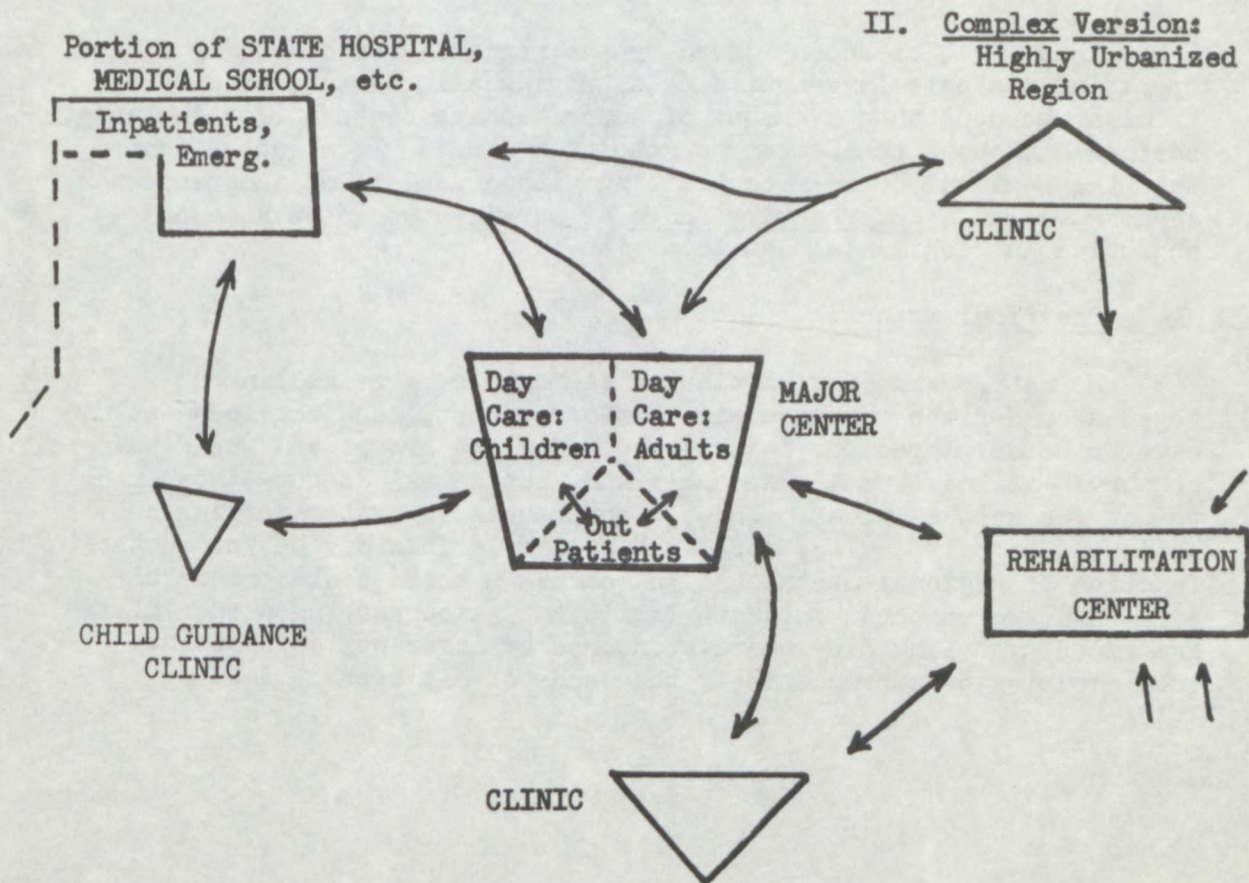 II. Complex Version:
Highly Urbanized
Region
Portion of STATE HOSPITAL,
MEDICAL SCHOOL, etc.
Inpatients,
Emerg.
CLINIC
Day
Care:
Children
Day
Care:
Adults
Out
Patients
MAJOR
CENTER
REHABILITATION
CENTER
CHILD GUIDANCE
CLINIC
CLINIC